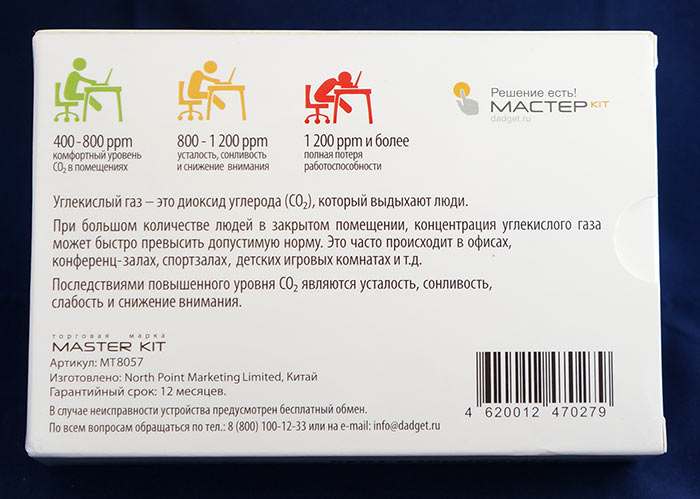 400-800 ppm
комфортный уровень
CO₂ в помещениях
800 - 1 200 ppm
усталость, сонливость
и снижение внимания
1 200 ppm и более
полная потеря
работоспособности
Решение есть!
МАСТЕР KIT
dadget.ru
Углекислый газ – это диоксид углерода (CO₂), который выдыхают люди.
При большом количестве людей в закрытом помещении, концентрация углекислого газа
может быстро превысить допустимую норму. Это часто происходит в офисах,
конференц-залах, спортзалах, детских игровых комнатах и т.д.
Последствиями повышенного уровня CO₂ являются усталость, сонливость,
слабость и снижение внимания.
торговая марка
MASTER KIT
Артикул: MT8057
Изготовлено: North Point Marketing Limited, Китай
Гарантийный срок: 12 месяцев.
В случае неисправности устройства предусмотрен бесплатный обмен.
По всем вопросам обращаться по тел.: 8 (800) 100-12-33 или на e-mail: info@dadget.ru
4 620012 470279